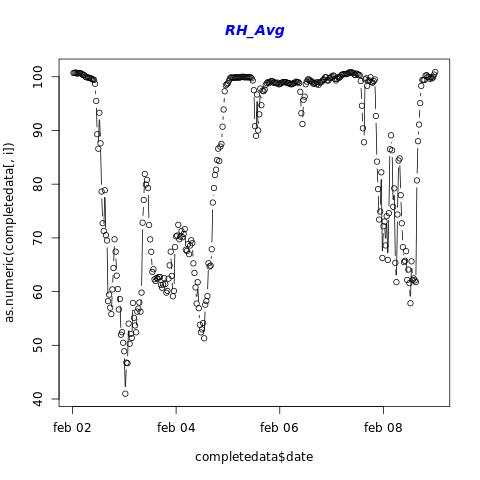 RH_Avg
as.numeric(completedata[, i])
100
90
80
70
60
50
40
feb 02
feb 04
feb 06
feb 08
completedata$date